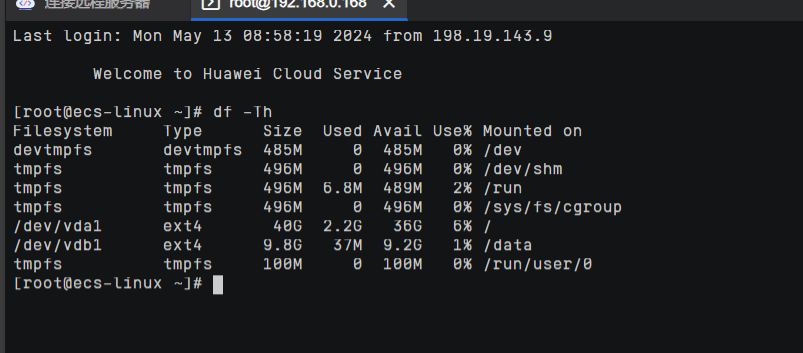 连接远程服务器
root@192.168.0.168
Last login: Mon May 13 08:58:19 2024 from 198.19.143.9
Welcome to Huawei Cloud Service
[root@ecs-linux ~]# df -Th
Filesystem Type Size Used Avail Use% Mounted on
devtmpfs devtmpfs 485M 0 485M 0% /dev
tmpfs tmpfs 496M 0 496M 0% /dev/shm
tmpfs tmpfs 496M 6.8M 489M 2% /run
tmpfs tmpfs 496M 0 496M 0% /sys/fs/cgroup
/dev/vda1 ext4 40G 2.2G 36G 6% /
/dev/vdb1 ext4 9.8G 37M 9.2G 1% /data
tmpfs tmpfs 100M 0 100M 0% /run/user/0
[root@ecs-linux ~]#